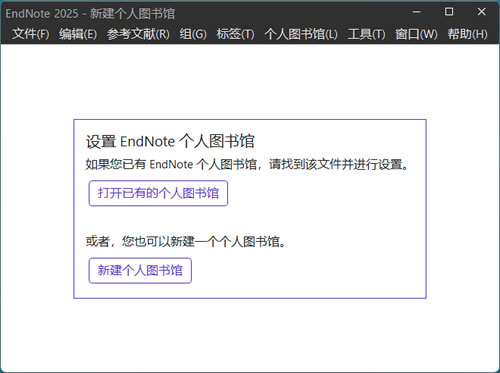 EndNote 2025 - 新建个人图书馆
文件(F) 编辑(E) 参考文献(R) 组(G) 标签(T) 个人图书馆(L) 工具(T) 窗口(W) 帮助(H)
设置 EndNote 个人图书馆
如果您已有 EndNote 个人图书馆，请找到该文件并进行设置。
打开已有的个人图书馆
或者，您也可以新建一个个人图书馆。
新建个人图书馆